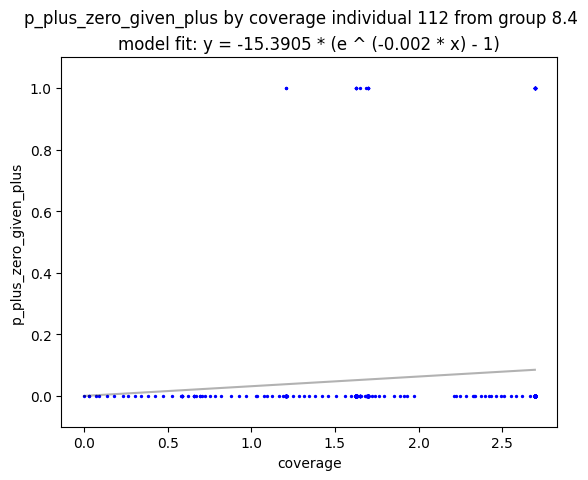 p_plus_zero_given_plus by coverage individual 112 from group 8.4
model fit: y = -15.3905 * (e ^ (-0.002 * x) - 1)
1.0
0.8
0.6
0.4
0.2
0.0
p_plus_zero_given_plus
0.0 0.5 1.0 1.5 2.0 2.5
coverage